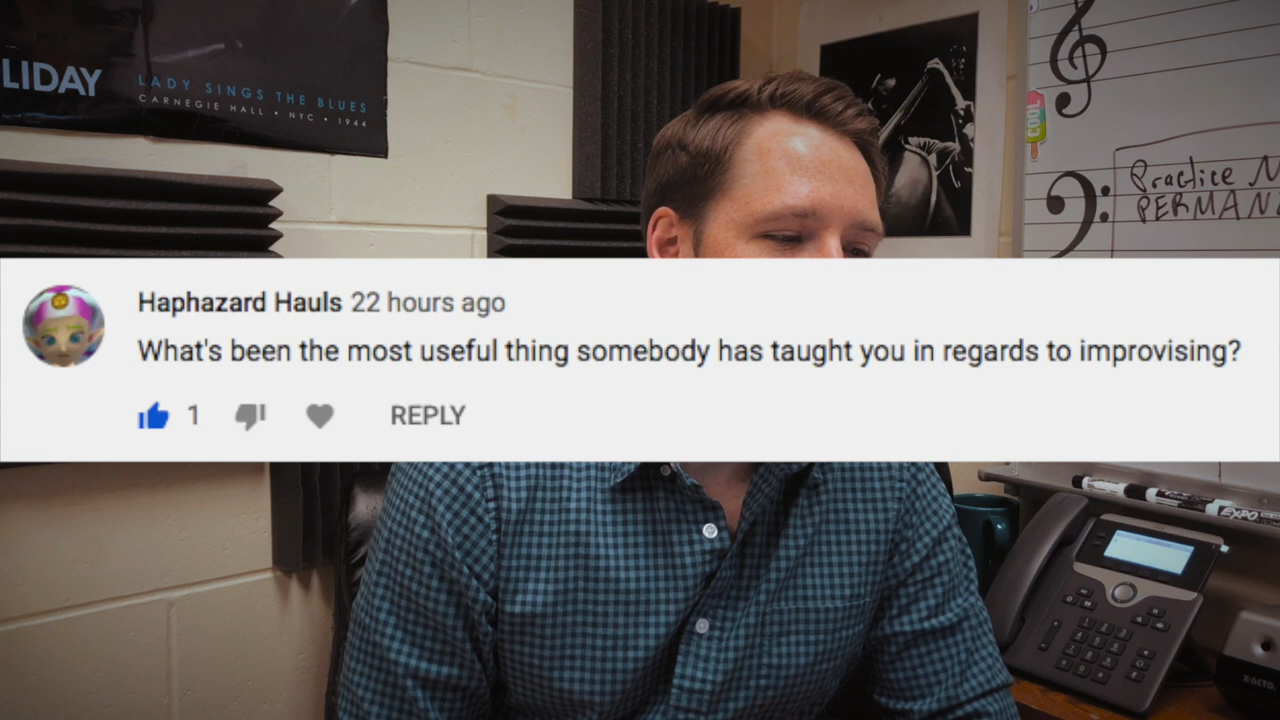 LIDAY
LADY SINGS THE BLUES
CARNEGIE HALL • NYC • 1944
COOL
Practice
PERMAN
Haphazard Hauls 22 hours ago
What's been the most useful thing somebody has taught you in regards to improvising?
1
REPLY
EXPO
X-ACTO